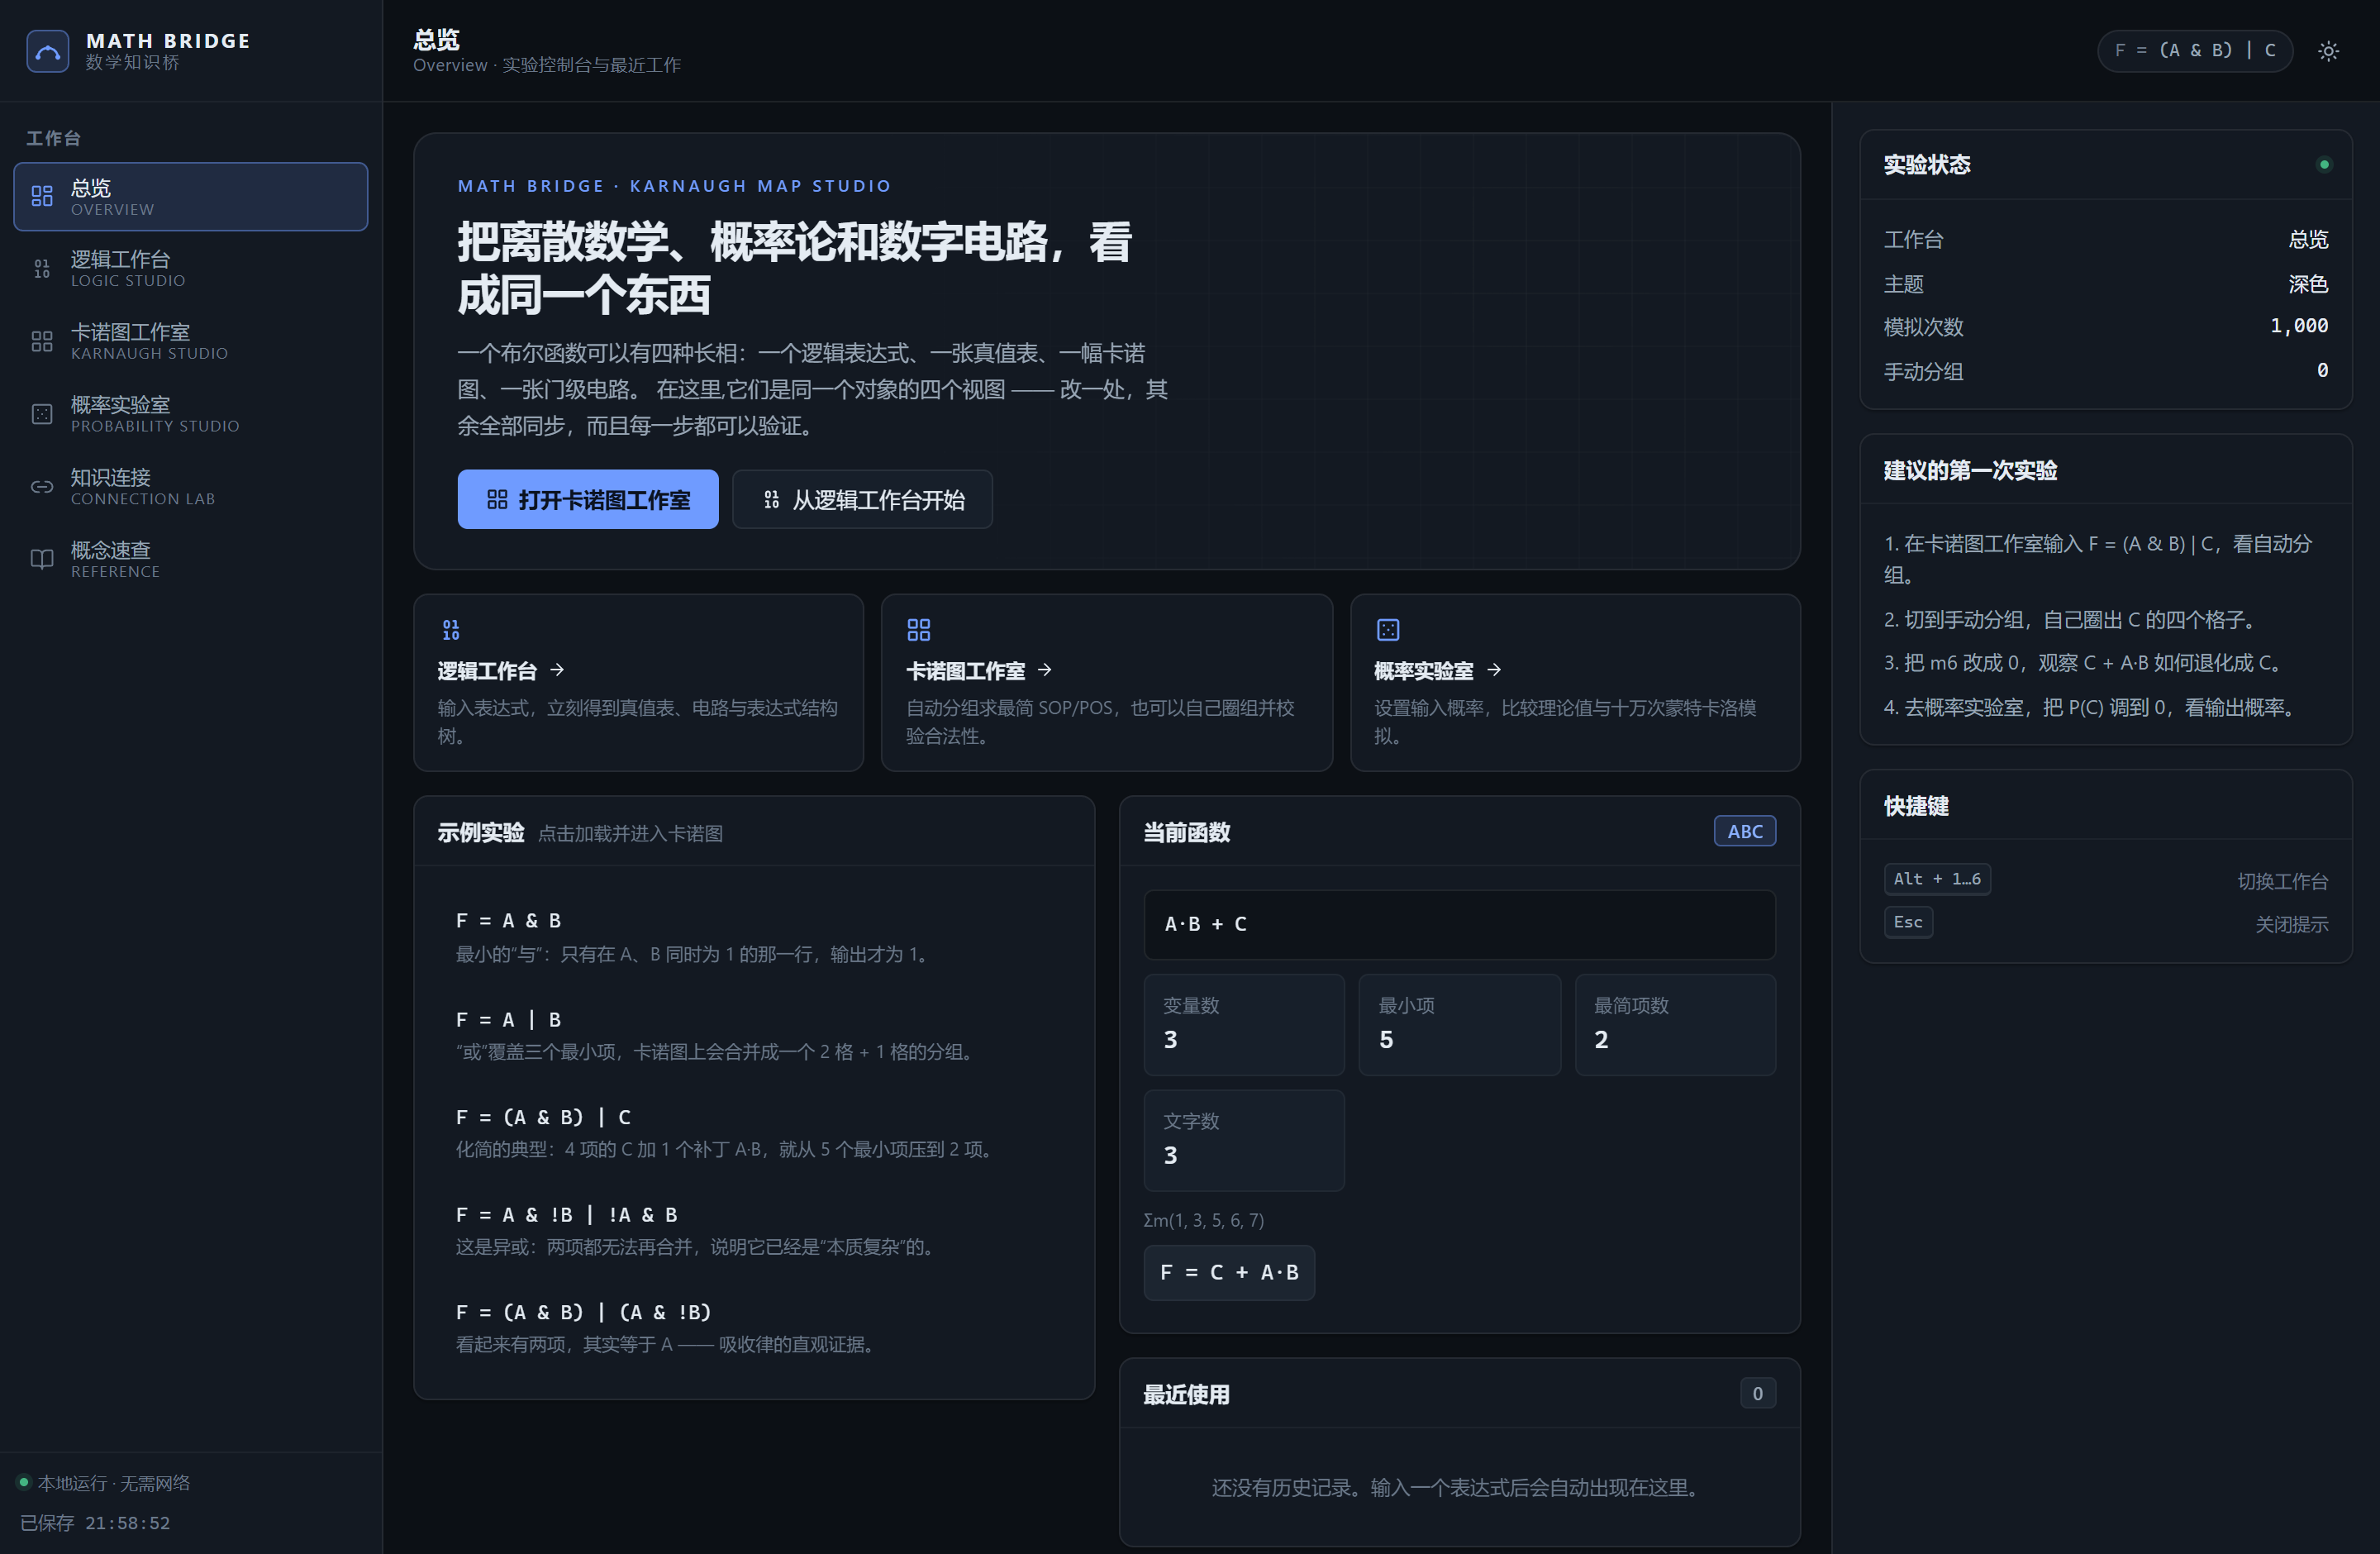 MATH BRIDGE
数学知识桥
工作台
总览
OVERVIEW
逻辑工作台
LOGIC STUDIO
卡诺图工作室
KARNAUGH STUDIO
概率实验室
PROBABILITY STUDIO
知识连接
CONNECTION LAB
概念速查
REFERENCE
本地运行 · 无需网络
已保存 21:58:52
总览
Overview · 实验控制台与最近工作
F = (A & B) | C
MATH BRIDGE · KARNAUGH MAP STUDIO
把离散数学、概率论和数字电路，看
成同一个东西
一个布尔函数可以有四种长相：一个逻辑表达式、一张真值表、一幅卡诺
图、一张门级电路。 在这里,它们是同一个对象的四个视图 —— 改一处，其
余全部同步，而且每一步都可以验证。
打开卡诺图工作室
从逻辑工作台开始
逻辑工作台 →
输入表达式，立刻得到真值表、电路与表达式结构
树。
卡诺图工作室 →
自动分组求最简 SOP/POS，也可以自己圈组并校
验合法性。
概率实验室 →
设置输入概率，比较理论值与十万次蒙特卡洛模
拟。
示例实验 点击加载并进入卡诺图
F = A & B
最小的“与”：只有在 A、B 同时为 1 的那一行，输出才为 1。
F = A | B
“或”覆盖三个最小项，卡诺图上会合并成一个 2 格 + 1 格的分组。
F = (A & B) | C
化简的典型：4 项的 C 加 1 个补丁 A·B，就从 5 个最小项压到 2 项。
F = A & !B | !A & B
这是异或：两项都无法再合并，说明它已经是“本质复杂”的。
F = (A & B) | (A & !B)
看起来有两项，其实等于 A —— 吸收律的直观证据。
当前函数
ABC
A·B + C
变量数
3
最小项
5
最简项数
2
文字数
3
Σm(1, 3, 5, 6, 7)
F = C + A·B
最近使用
0
还没有历史记录。输入一个表达式后会自动出现在这里。
实验状态
工作台 总览
主题 深色
模拟次数 1,000
手动分组 0
建议的第一次实验
1. 在卡诺图工作室输入 F = (A & B) | C，看自动分
组。
2. 切到手动分组，自己圈出 C 的四个格子。
3. 把 m6 改成 0，观察 C + A·B 如何退化成 C。
4. 去概率实验室，把 P(C) 调到 0，看输出概率。
快捷键
Alt + 1…6 切换工作台
Esc 关闭提示